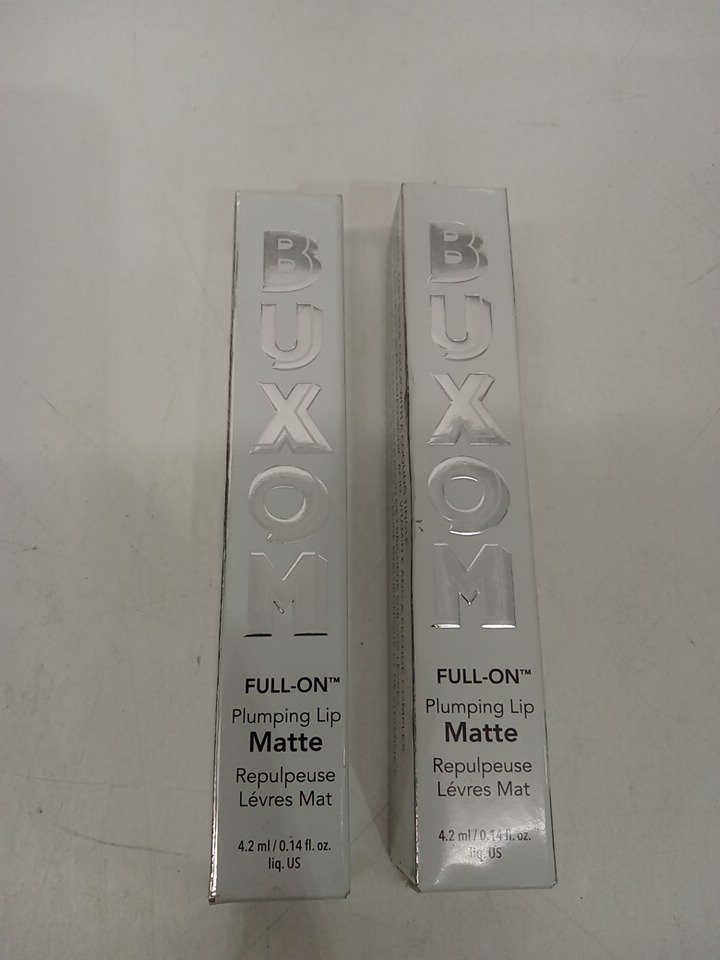 BUXOM
FULL-ON™
Plumping Lip
Matte
Repulpeuse
Lévres Mat
4.2 ml / 0.14 fl. oz.
liq. US
BUXOM
FULL-ON™
Plumping Lip
Matte
Repulpeuse
Lévres Mat
4.2 ml / 0.14 fl. oz.
liq. US